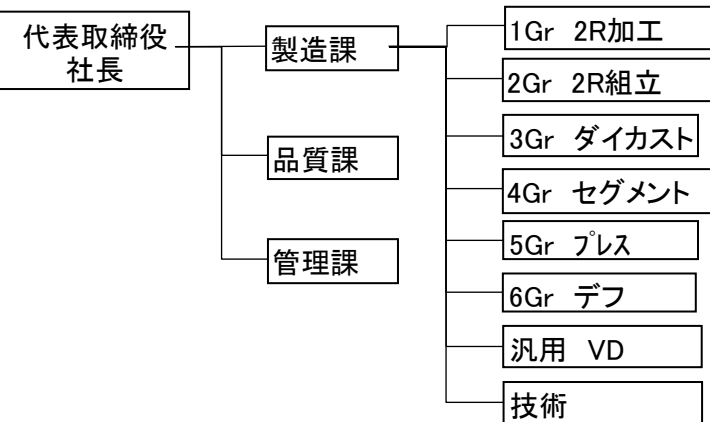 代表取締役
社長
製造課
品質課
管理課
1Gr 2R加工
2Gr 2R組立
3Gr ダイカスト
4Gr セグメント
5Gr プレス
6Gr デフ
汎用 VD
技術